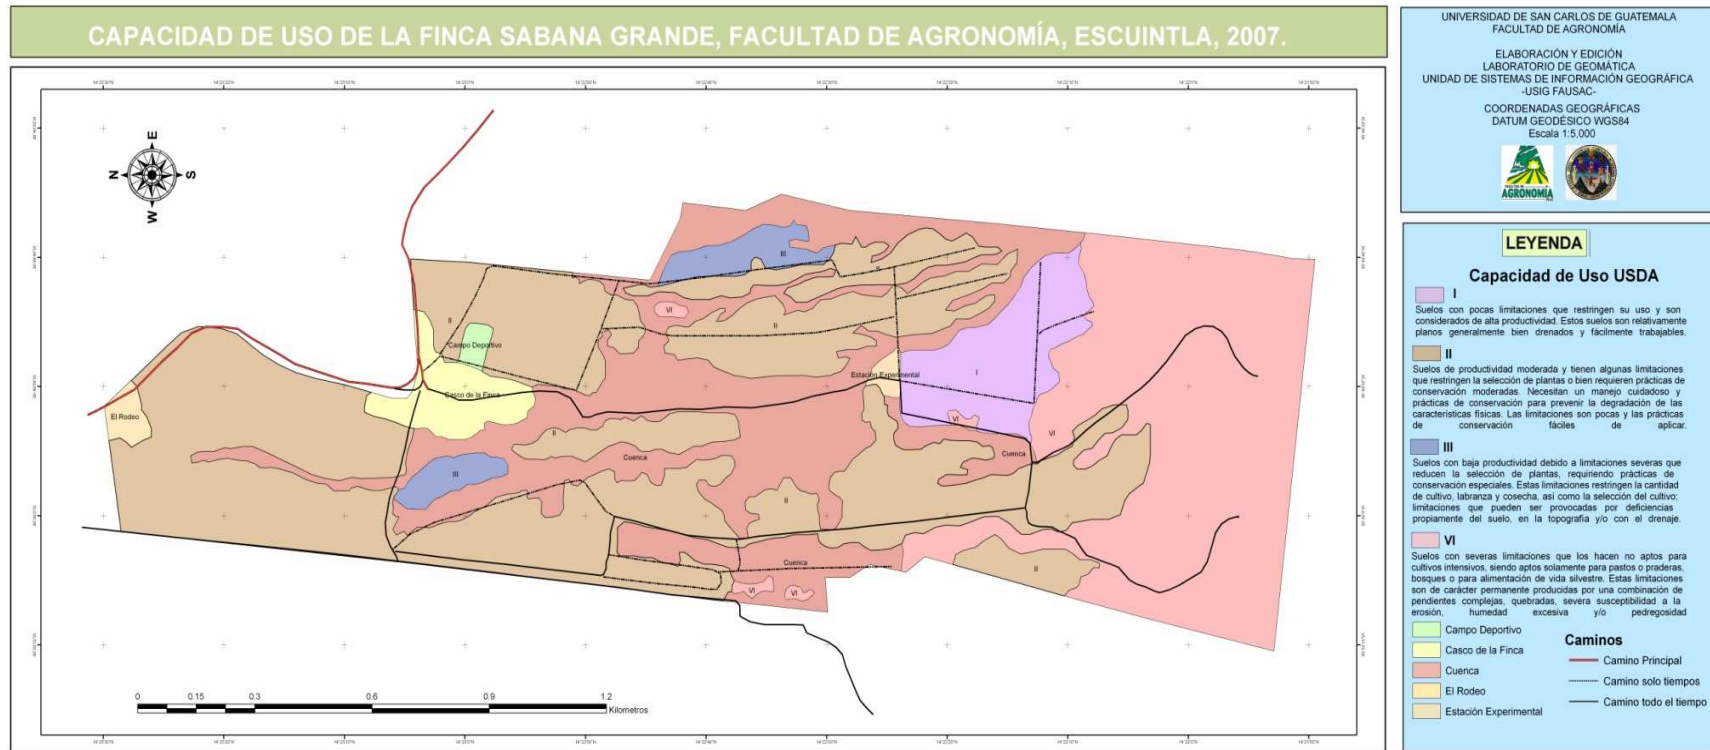 CAPACIDAD DE USO DE LA FINCA SABANA GRANDE, FACULTAD DE AGRONOMÍA, ESCUINTLA, 2007.
UNIVERSIDAD DE SAN CARLOS DE GUATEMALA
FACULTAD DE AGRONOMÍA
ELABORACIÓN Y EDICIÓN
LABORATORIO DE GEOMÁTICA
UNIDAD DE SISTEMAS DE INFORMACIÓN GEOGRÁFICA
-USIG FAUSAC-
COORDENADAS GEOGRÁFICAS
DATUM GEODÉSICO WGS84
Escala 1:5,000
AGRONOMÍA
E
N
S
W
III
II
II
VI
II
Campo Deportivo
Estación Experimental
I
Casco de la Finca
El Rodeo
VI
II
VI
Cuenca
Cuenca
III
II
Cuenca
II
VI
VI
0
0.15
0.3
0.6
0.9
1.2
Kilometros
LEYENDA
Capacidad de Uso USDA
I
Suelos con pocas limitaciones que restringen su uso y son
considerados de alta productividad. Estos suelos son relativamente
planos generalmente bien drenados y fácilmente trabajables.
II
Suelos de productividad moderada y tienen algunas limitaciones
que restringen la selección de plantas o bien requieren prácticas de
conservación moderadas. Necesitan un manejo cuidadoso y
prácticas de conservación para prevenir la degradación de las
características físicas. Las limitaciones son pocas y las prácticas
de conservación fáciles de aplicar.
III
Suelos con baja productividad debido a limitaciones severas que
reducen la selección de plantas, requiriendo prácticas de
conservación especiales. Estas limitaciones restringen la cantidad
de cultivo, labranza y cosecha, así como la selección del cultivo;
limitaciones que pueden ser provocadas por deficiencias
propiamente del suelo, en la topografía y/o con el drenaje.
VI
Suelos con severas limitaciones que los hacen no aptos para
cultivos intensivos, siendo aptos solamente para pastos o praderas,
bosques o para alimentación de vida silvestre. Estas limitaciones
son de carácter permanente producidas por una combinación de
pendientes complejas, quebradas, severa susceptibilidad a la
erosión, humedad excesiva y/o pedregosidad
Campo Deportivo
Casco de la Finca
Cuenca
El Rodeo
Estación Experimental
Caminos
Camino Principal
Camino solo tiempos
Camino todo el tiempo